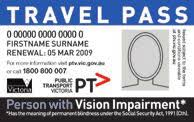 TRAVEL PASS
0 00000 0000 0000 0
FIRSTNAME SURNAME
RENEWAL: 05 MAR 2009
For more information visit ptv.vic.gov.au
or call 1800 800 007
Victoria
PUBLIC
TRANSPORT
VICTORIA
PT>
Person with Vision Impairment*
*Has the meaning of permanent blindness under the Social Security Act, 1991 (Cth).